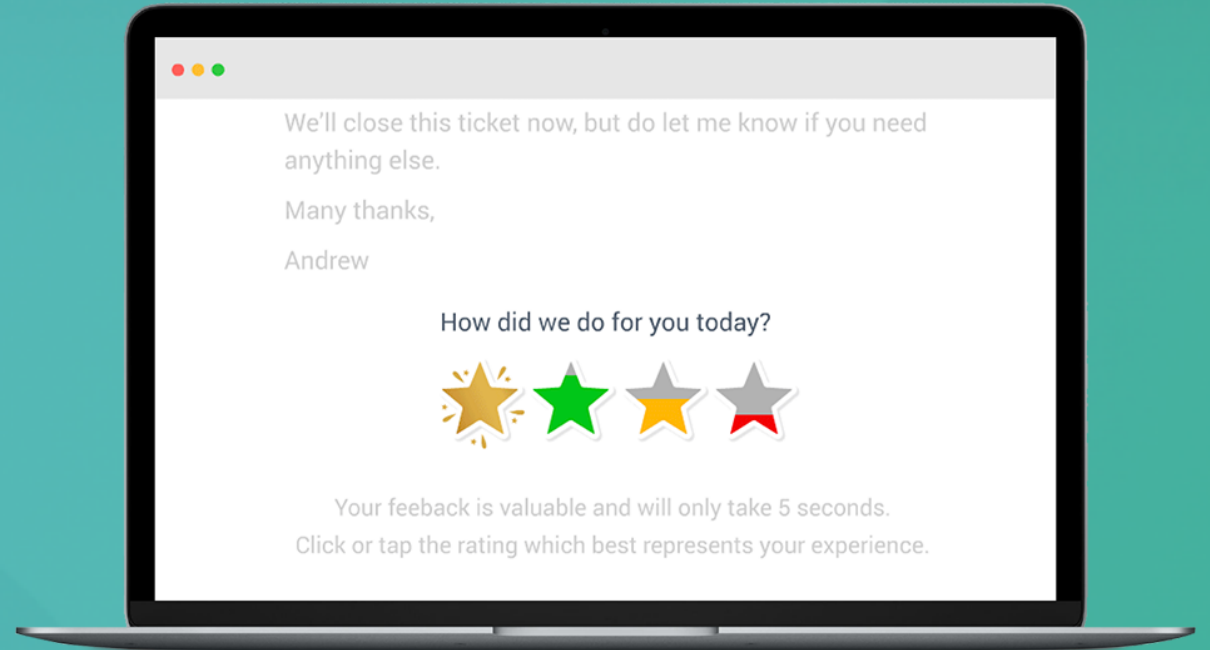 We'll close this ticket now, but do let me know if you need
anything else.
Many thanks,
Andrew
How did we do for you today?
Your feeback is valuable and will only take 5 seconds.
Click or tap the rating which best represents your experience.